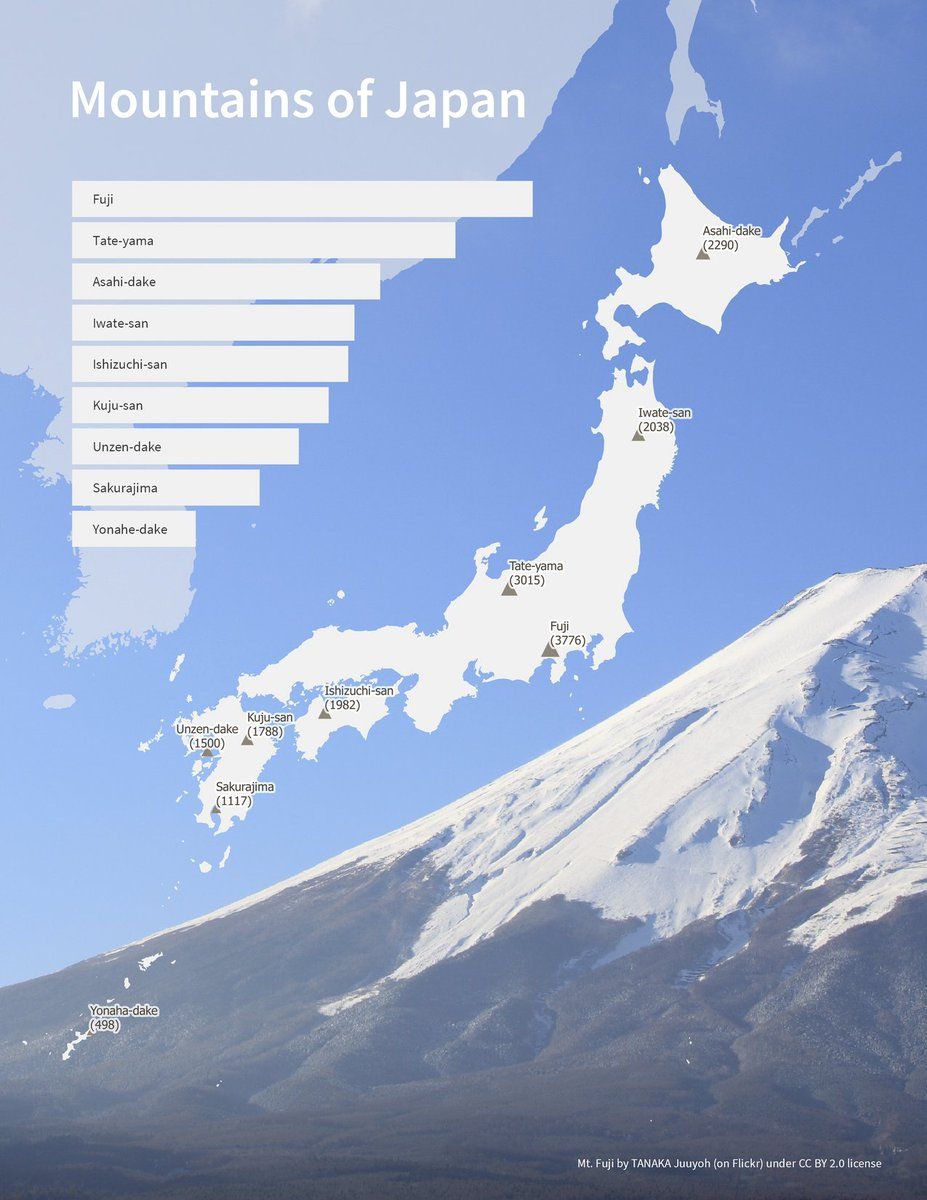 Mountains of Japan
Fuji
Tate-yama
Asahi-dake
Iwate-san
Ishizuchi-san
Kuju-san
Unzen-dake
Sakurajima
Yonahe-dake
Asahi-dake
(2290)
Iwate-san
(2038)
Tate-yama
(3015)
Fuji
(3776)
Ishizuchi-san
(1982)
Kuju-san
(1788)
Unzen-dake
(1500)
Sakurajima
(1117)
Yonaha-dake
(498)
Mt. Fuji by TANAKA Juuyoh (on Flickr) under CC BY 2.0 license